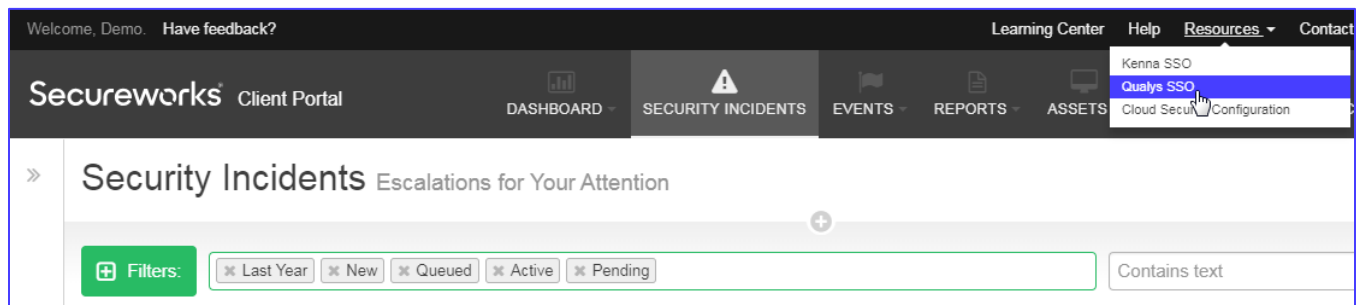 Welcome, Demo. Have feedback? Learning Center Help Resources Contact
Kenna SSO
Qualys SSO
Cloud Security Configuration
Secureworks Client Portal
DASHBOARD SECURITY INCIDENTS EVENTS REPORTS ASSETS
Security Incidents Escalations for Your Attention
Filters: Last Year New Queued Active Pending Contains text